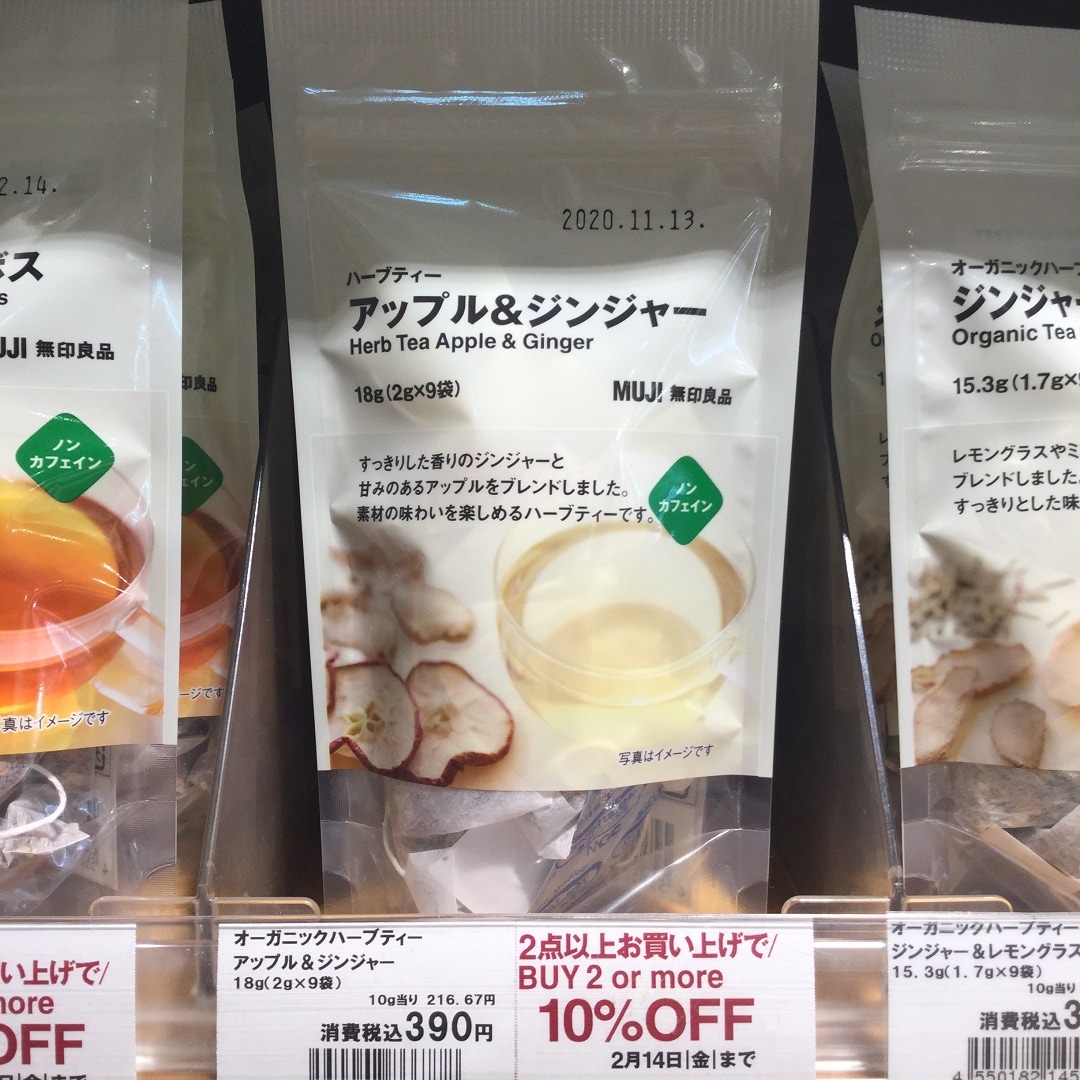 2.14.
ボス
s
MUJI 無印良品
ノン
カフェイン
写真はイメージです
印良品
ェイン
ージです
2020.11.13.
ハーブティー
アップル&ジンジャー
Herb Tea Apple & Ginger
18g(2g×9袋)
MUJI 無印良品
すっきりした香りのジンジャーと
甘みのあるアップルをブレンドしました。
素材の味わいを楽しめるハーブティーです。
ノン
カフェイン
写真はイメージです
オーガニックハーブ
ジンジャー
Organic Tea
15.3g(1.7g×
レモングラスやミ
ブレンドしました。
すっきりとした味
い上げで/
more
OFF
金|まで
オーガニックハーブティー
アップル&ジンジャー
18g(2g×9袋)
10g当り 216.67円
消費税込390円
2点以上お買い上げで/
BUY 2 or more
10%OFF
2月14日|金|まで
オーガニックハーブティー
ジンジャー&レモングラス
15.3g(1.7g×9袋)
10g当り
消費税込3
4 550182 145